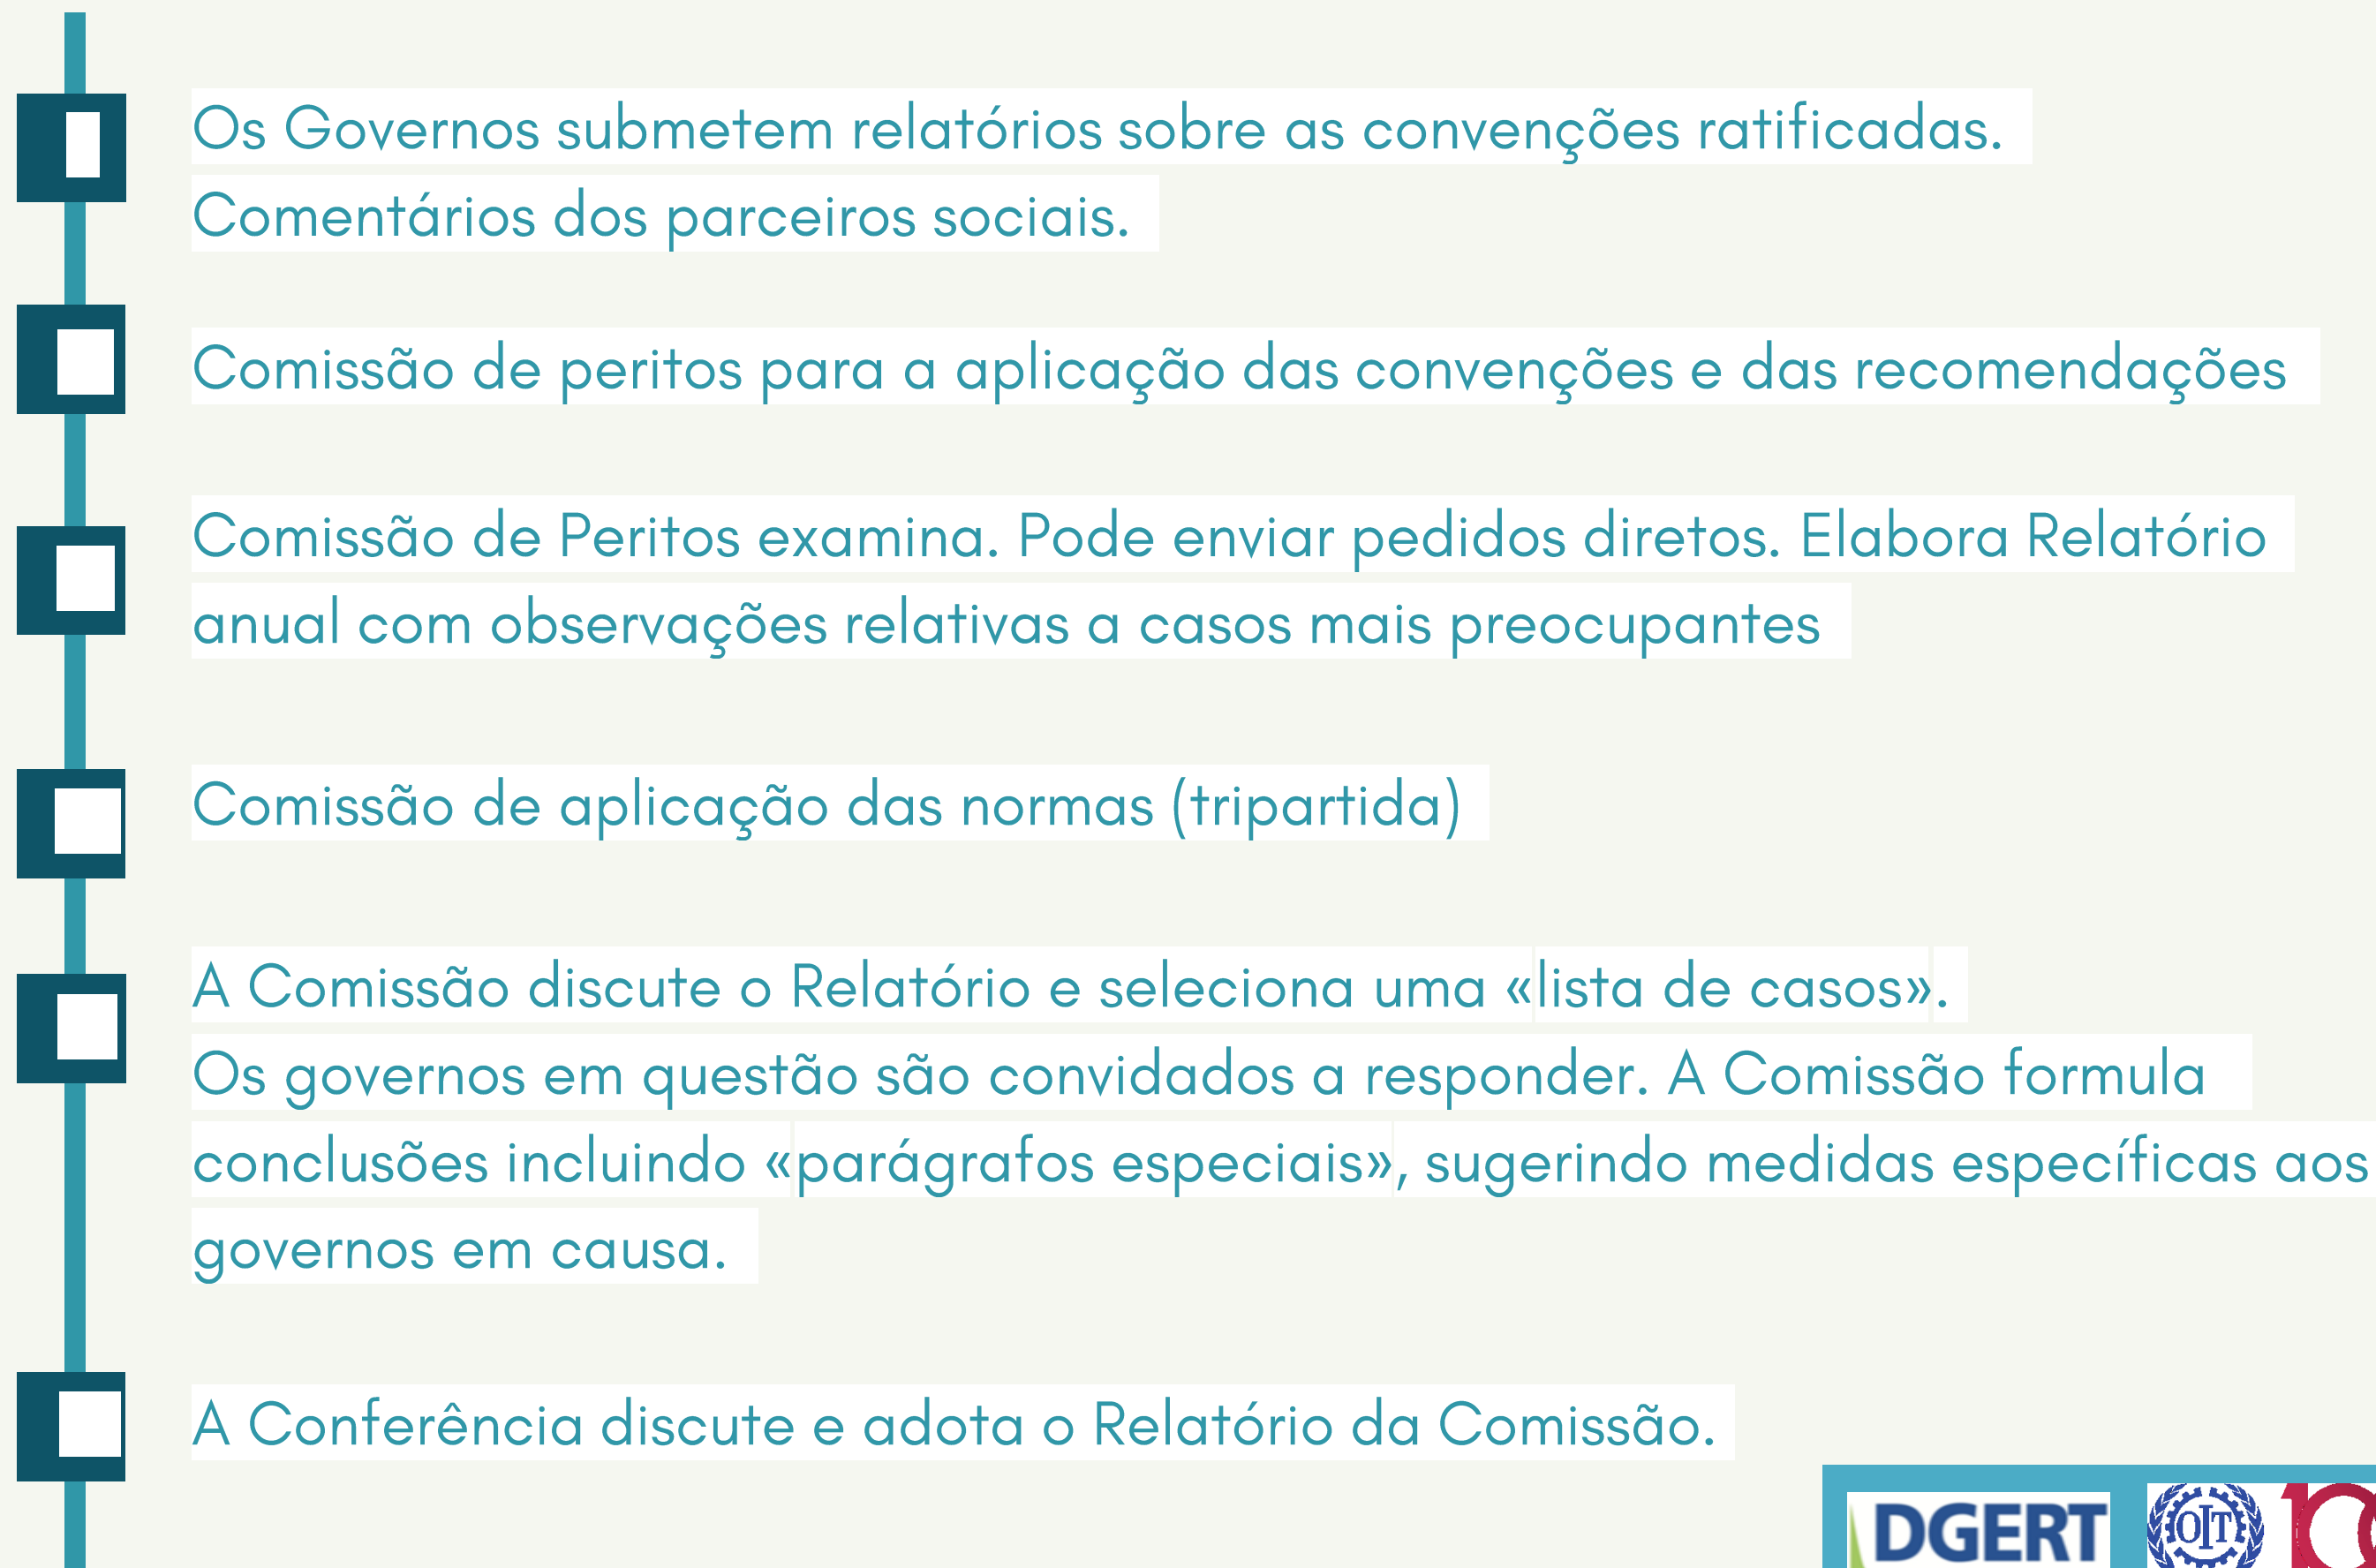 Os Governos submetem relatórios sobre as convenções ratificadas.
Comentários dos parceiros sociais.
Comissão de peritos para a aplicação das convenções e das recomendações
Comissão de Peritos examina. Pode enviar pedidos diretos. Elabora Relatório
anual com observações relativas a casos mais preocupantes
Comissão de aplicação das normas (tripartida)
A Comissão discute o Relatório e seleciona uma «lista de casos».
Os governos em questão são convidados a responder. A Comissão formula
conclusões incluindo «parágrafos especiais», sugerindo medidas específicas aos
governos em causa.
A Conferência discute e adota o Relatório da Comissão.
DGERT
OIT